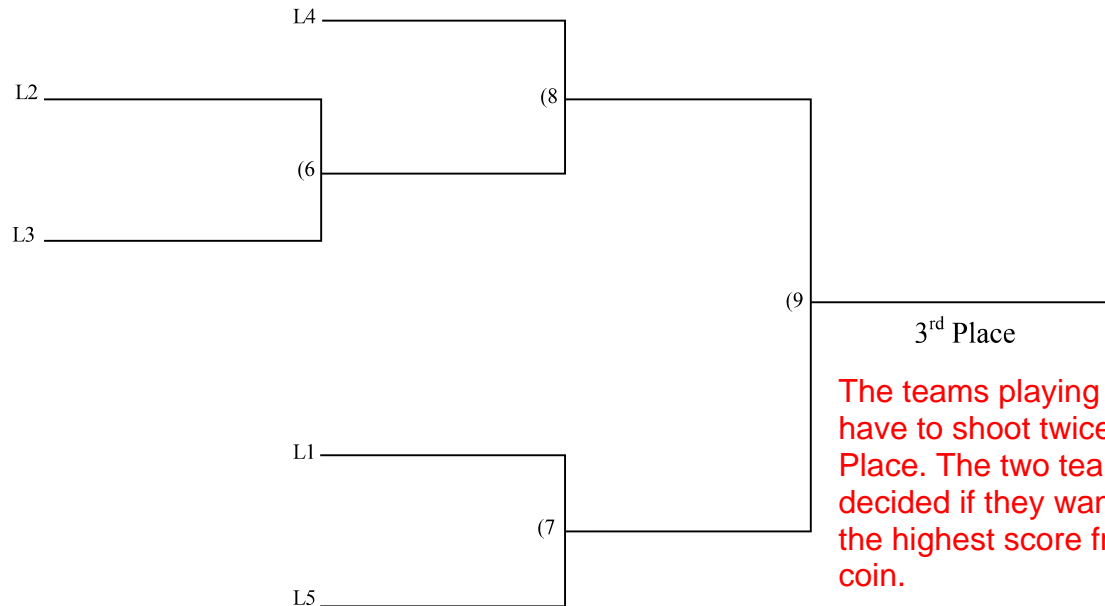 L4
L2
(8
(6
L3
(9
3rd Place
The teams playing
have to shoot twice
Place. The two tea
decided if they wan
the highest score fr
coin.
L1
(7
L5